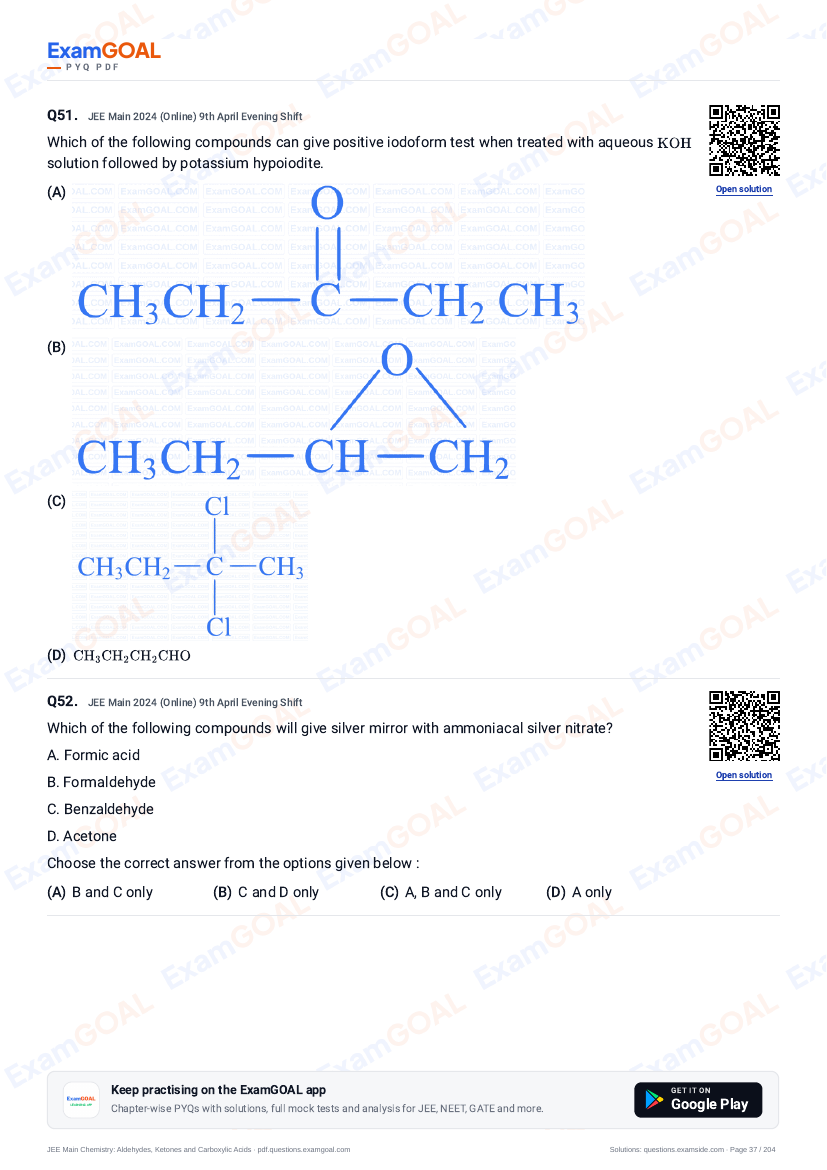 ExamGOAL
PYQ PDF
Q51. JEE Main 2024 (Online) 9th April Evening Shift
Which of the following compounds can give positive iodoform test when treated with aqueous KOH
solution followed by potassium hypoiodite.
Open solution
(A)
O
CH₃CH₂—C—CH₂ CH₃
(B)
O
CH₃CH₂—CH—CH₂
(C)
Cl
CH₃CH₂—C—CH₃
Cl
(D) CH₃CH₂CH₂CHO
Q52. JEE Main 2024 (Online) 9th April Evening Shift
Which of the following compounds will give silver mirror with ammoniacal silver nitrate?
A. Formic acid
B. Formaldehyde
Open solution
C. Benzaldehyde
D. Acetone
Choose the correct answer from the options given below :
(A) B and C only (B) C and D only (C) A, B and C only (D) A only
Keep practising on the ExamGOAL app
Chapter-wise PYQs with solutions, full mock tests and analysis for JEE, NEET, GATE and more.
GET IT ON
Google Play
JEE Main Chemistry: Aldehydes, Ketones and Carboxylic Acids · pdf.questions.examgoal.com
Solutions: questions.examside.com - Page 37 / 204